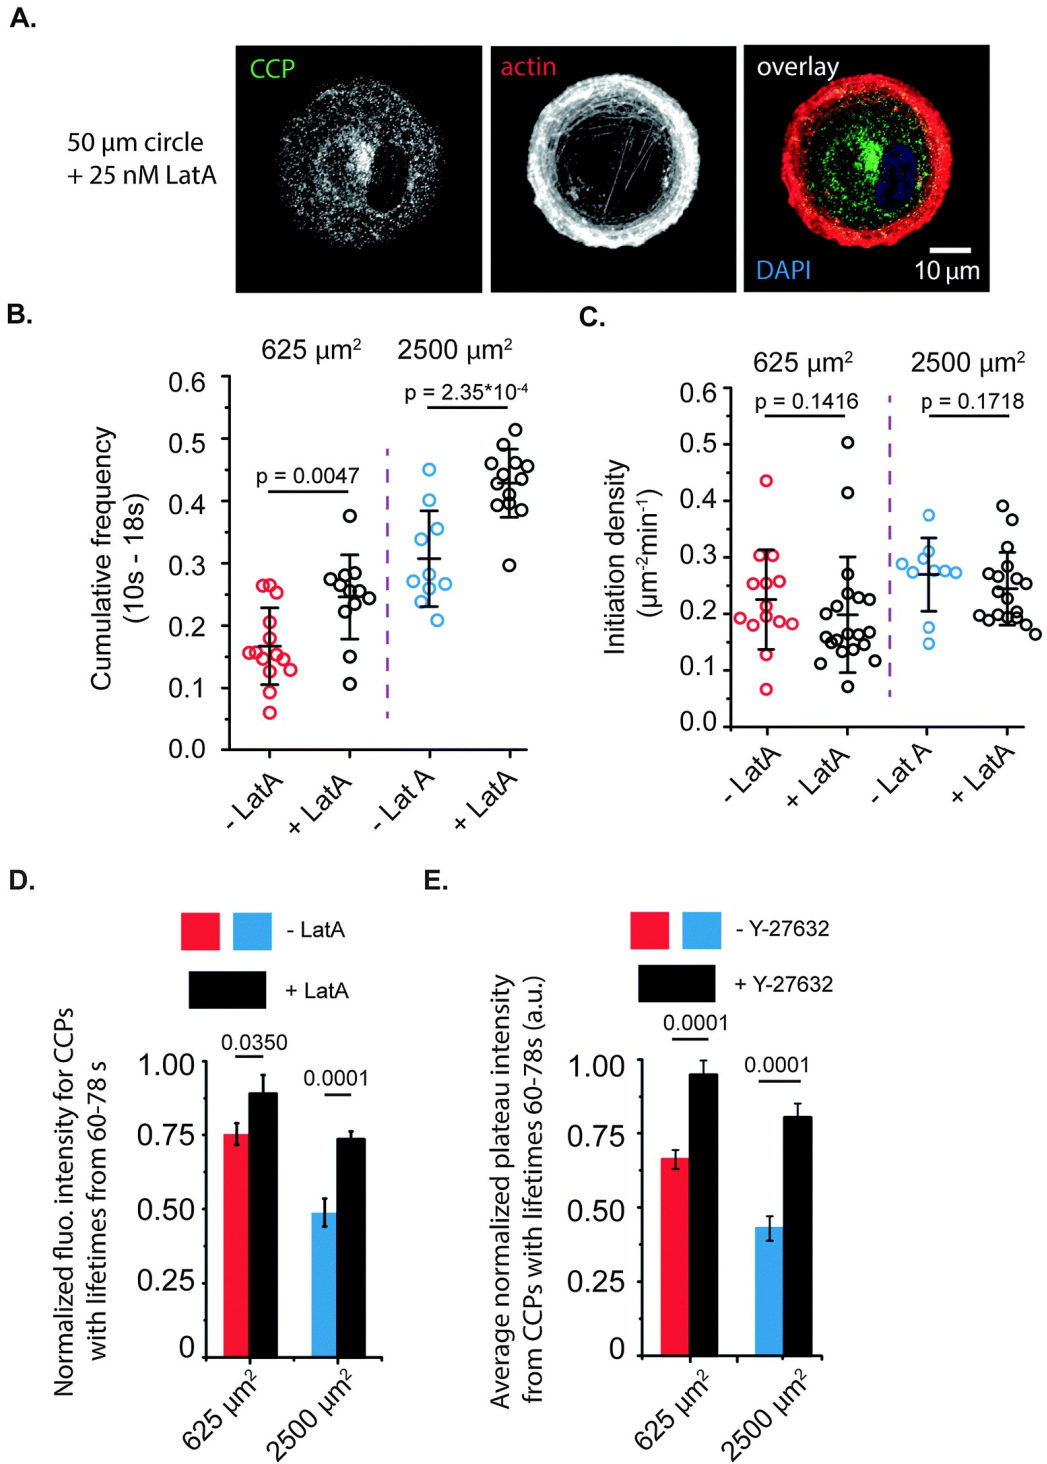 A.
CCP
actin
overlay
50 µm circle
+ 25 nM LatA
DAPI
10 µm
B.
625 µm²
2500 µm²
p = 2.35*10⁻⁴
p = 0.0047
Cumulative frequency
(10s - 18s)
0.6
0.5
0.4
0.3
0.2
0.1
0.0
- LatA
+ LatA
- Lat A
+ LatA
C.
625 µm²
2500 µm²
p = 0.1416
p = 0.1718
Initiation density
(µm⁻²min⁻¹)
0.6
0.5
0.4
0.3
0.2
0.1
0.0
- LatA
+ LatA
- Lat A
+ LatA
D.
- LatA
+ LatA
0.0350
0.0001
Normalized fluo. intensity for CCPs
with lifetimes from 60-78 s
1.00
0.75
0.50
0.25
0
625 µm²
2500 µm²
E.
- Y-27632
+ Y-27632
0.0001
0.0001
Average normalized plateau intensity
from CCPs with lifetimes 60-78s (a.u.)
1.00
0.75
0.50
0.25
0
625 µm²
2500 µm²